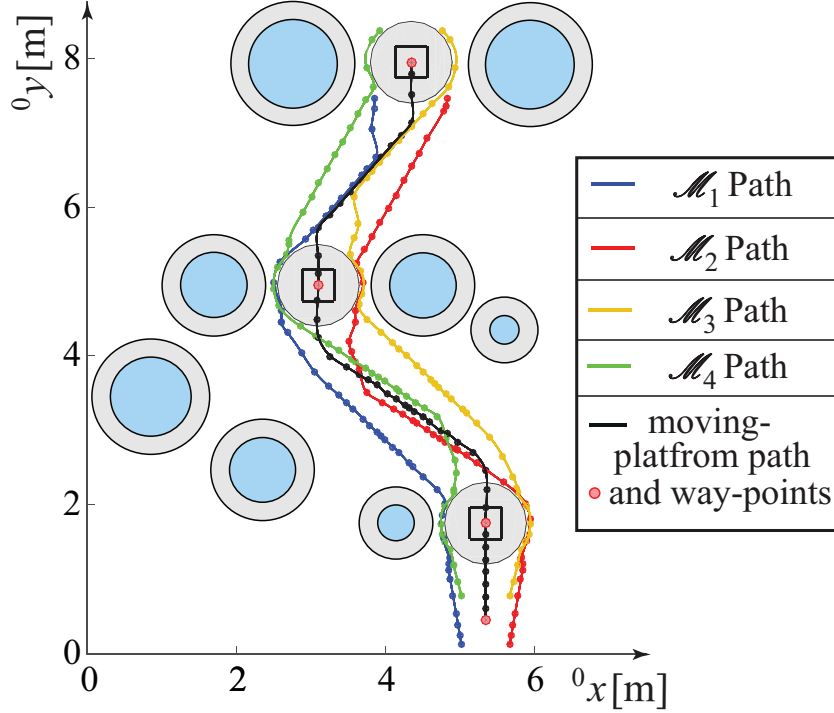 ⁰y[m]
8
6
4
2
0
0
2
4
6
⁰x[m]
ℳ₁ Path
ℳ₂ Path
ℳ₃ Path
ℳ₄ Path
moving-
platfrom path
and way-points